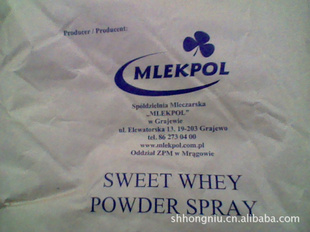 Producer / Producent:
MLEKPOL
Spółdzielnia Mleczarska
„MLEKPOL”
w Grajewie
ul. Elewatorska 13, 19-203 Grajewo
tel. 86 273 04 00
www.mlekpol.com.pl
Oddział ZPM w Mrągowie
SWEET WHEY
POWDER SPRAY
shhongniu.cn.alibaba.com